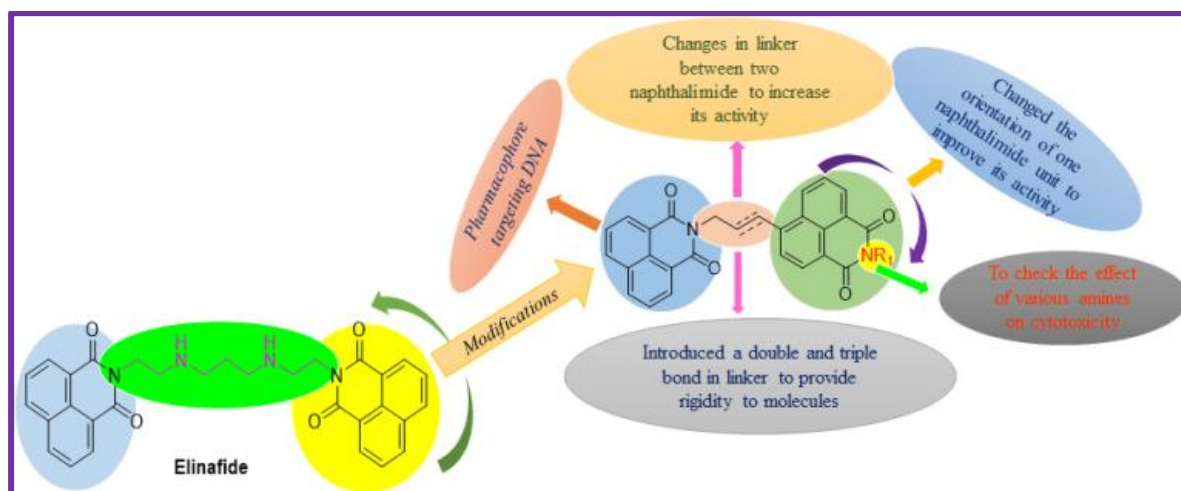 Changes in linker
between two
naphthalimide to increase
its activity
Changed the
orientation of one
naphthalimide unit to
improve its activity
Pharmacophore
targeting DNA
O
N
O
O
NR1
O
To check the effect
of various amines
on cytotoxicity
Modifications
Introduced a double and triple
bond in linker to provide
rigidity to molecules
O
N
O
H
N
H
N
O
N
O
Elinafide